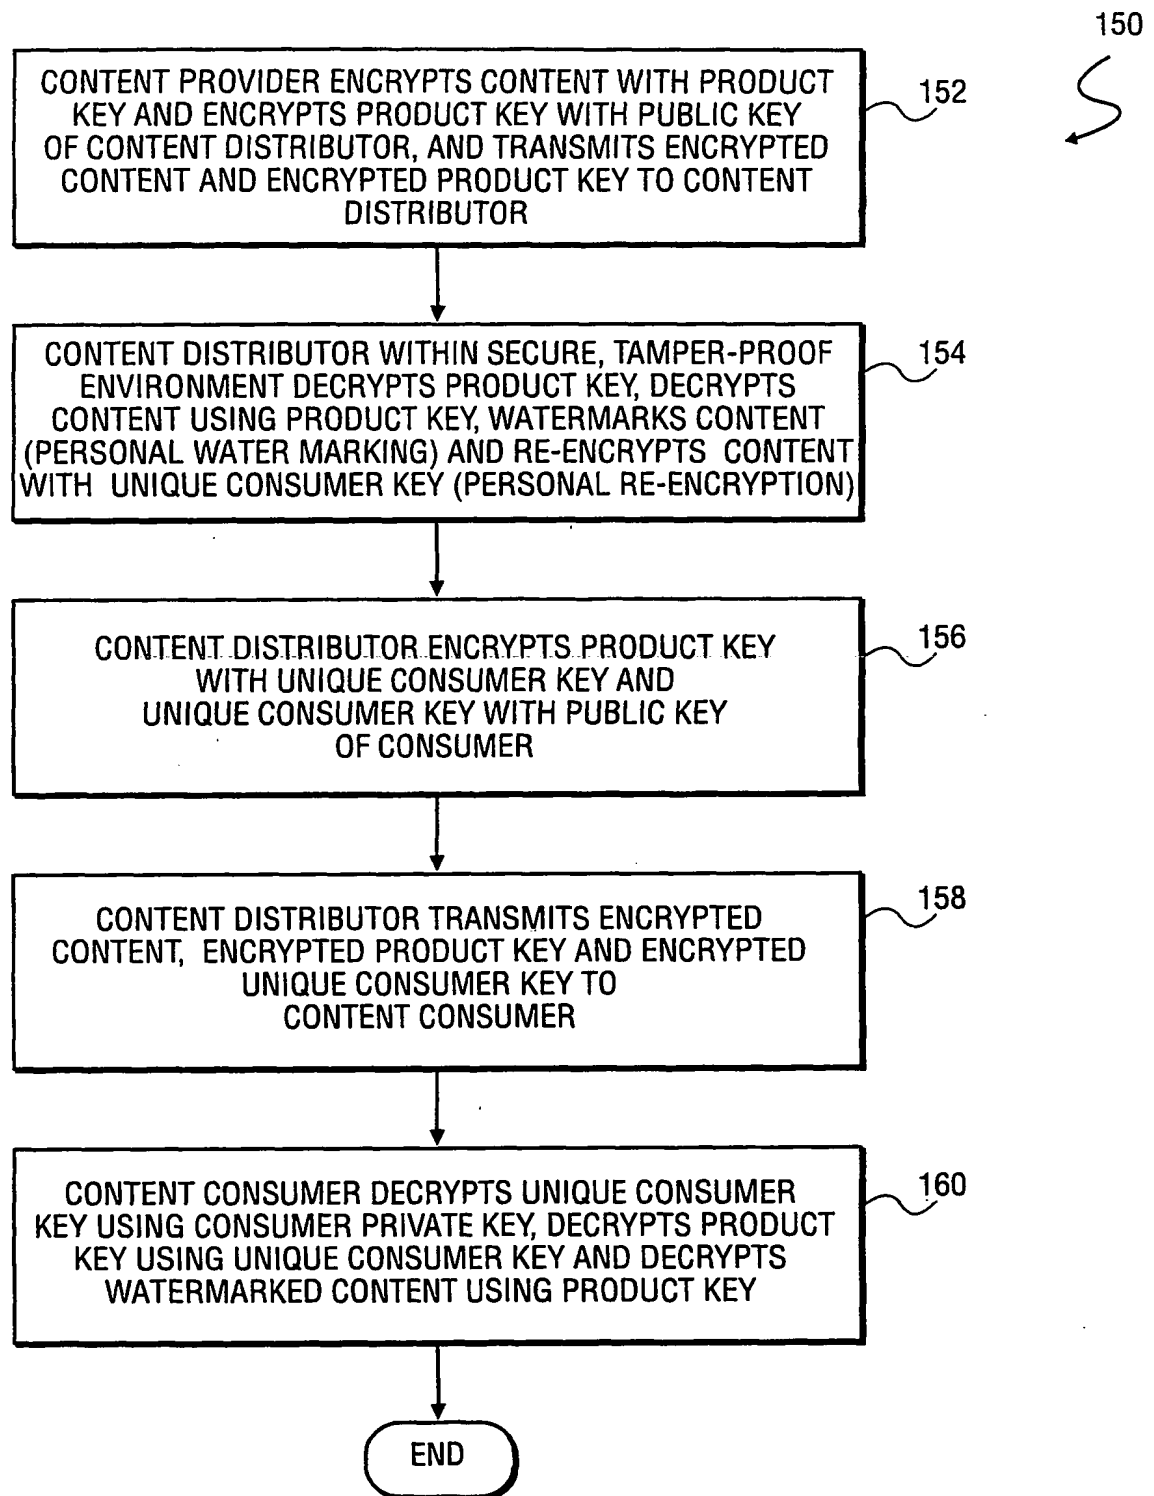 150
CONTENT PROVIDER ENCRYPTS CONTENT WITH PRODUCT
KEY AND ENCRYPTS PRODUCT KEY WITH PUBLIC KEY
OF CONTENT DISTRIBUTOR, AND TRANSMITS ENCRYPTED
CONTENT AND ENCRYPTED PRODUCT KEY TO CONTENT
DISTRIBUTOR
152
CONTENT DISTRIBUTOR WITHIN SECURE, TAMPER-PROOF
ENVIRONMENT DECRYPTS PRODUCT KEY, DECRYPTS
CONTENT USING PRODUCT KEY, WATERMARKS CONTENT
(PERSONAL WATER MARKING) AND RE-ENCRYPTS CONTENT
WITH UNIQUE CONSUMER KEY (PERSONAL RE-ENCRYPTION)
154
CONTENT DISTRIBUTOR ENCRYPTS PRODUCT KEY
WITH UNIQUE CONSUMER KEY AND
UNIQUE CONSUMER KEY WITH PUBLIC KEY
OF CONSUMER
156
CONTENT DISTRIBUTOR TRANSMITS ENCRYPTED
CONTENT, ENCRYPTED PRODUCT KEY AND ENCRYPTED
UNIQUE CONSUMER KEY TO
CONTENT CONSUMER
158
CONTENT CONSUMER DECRYPTS UNIQUE CONSUMER
KEY USING CONSUMER PRIVATE KEY, DECRYPTS PRODUCT
KEY USING UNIQUE CONSUMER KEY AND DECRYPTS
WATERMARKED CONTENT USING PRODUCT KEY
160
END